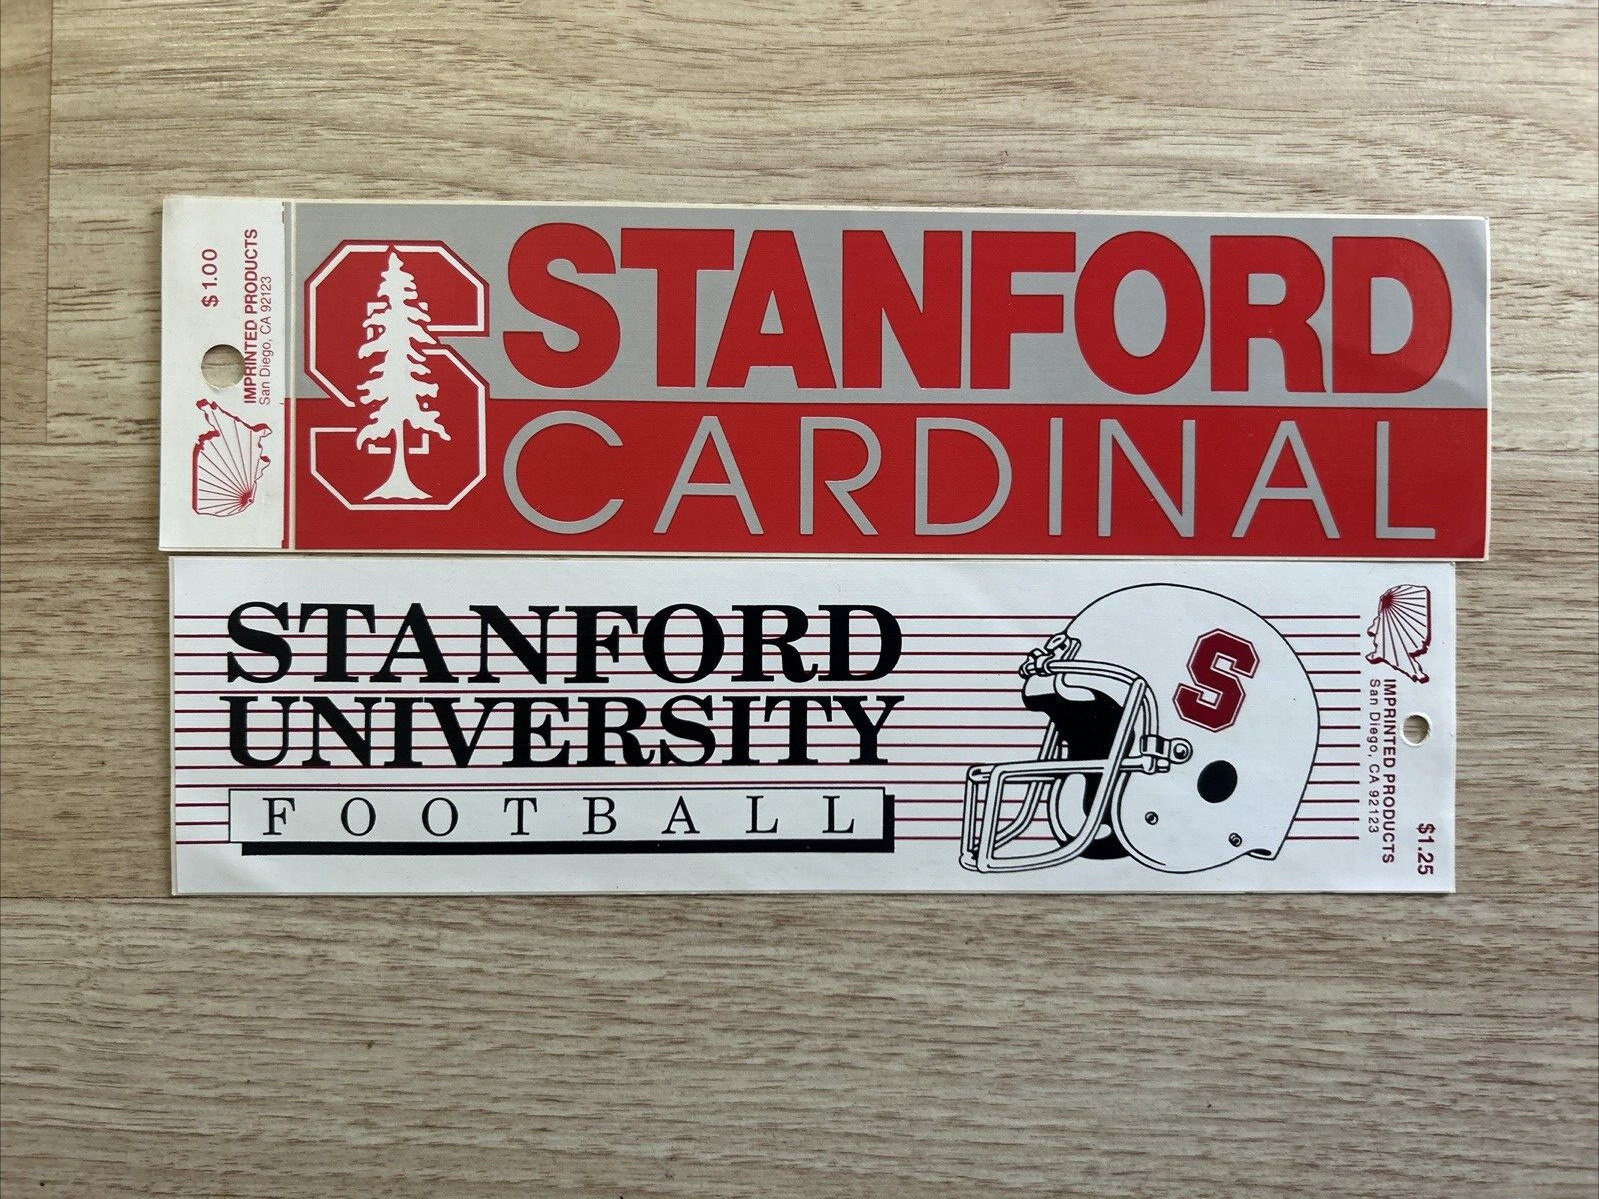 $1.00
IMPRINTED PRODUCTS
San Diego, CA 92123
S
STANFORD
CARDINAL
STANFORD
UNIVERSITY
FOOTBALL
S
IMPRINTED PRODUCTS
San Diego, CA 92123
$1.25